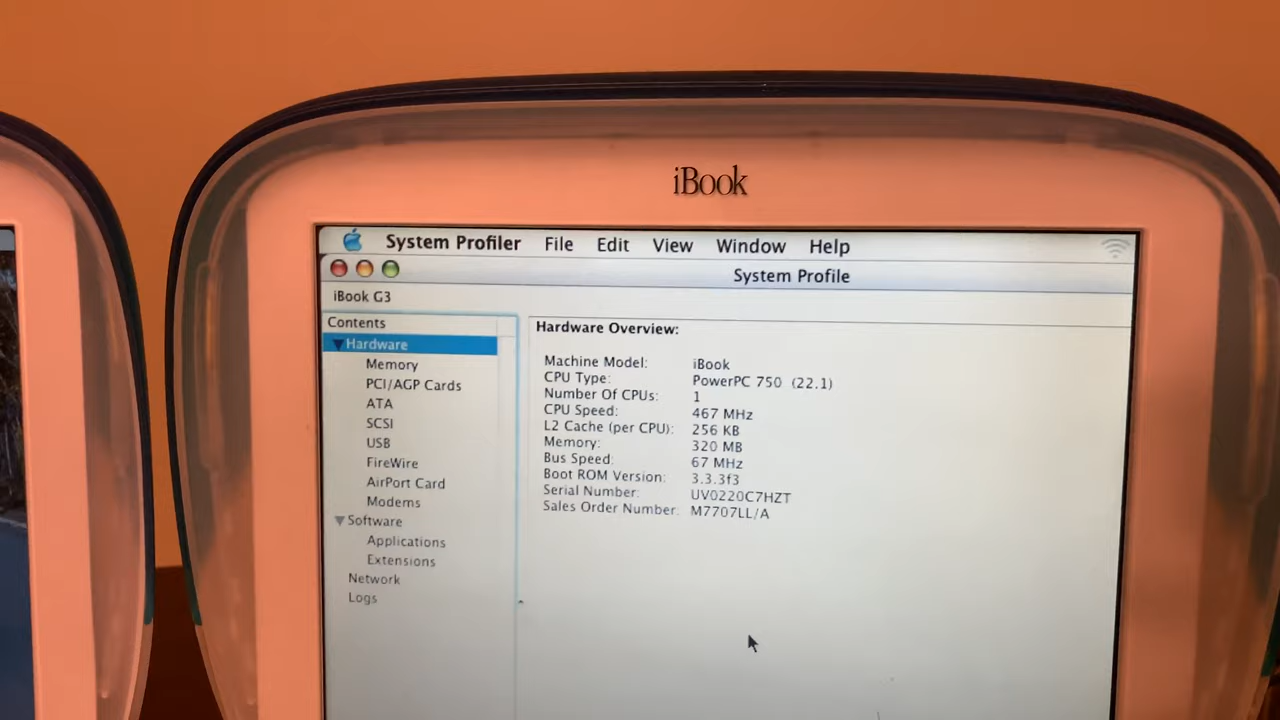 iBook
System Profiler File Edit View Window Help
System Profile
iBook G3
Contents
Hardware
Memory
PCI/AGP Cards
ATA
SCSI
USB
FireWire
AirPort Card
Modems
Software
Applications
Extensions
Network
Logs
Hardware Overview:
Machine Model: iBook
CPU Type: PowerPC 750 (22.1)
Number Of CPUs: 1
CPU Speed: 467 MHz
L2 Cache (per CPU): 256 KB
Memory: 320 MB
Bus Speed: 67 MHz
Boot ROM Version: 3.3.3f3
Serial Number: UV0220C7HZT
Sales Order Number: M7707LL/A